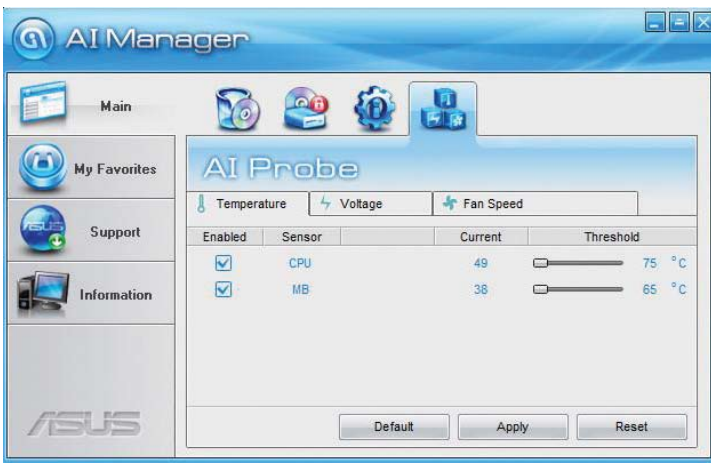 AI Manager
Main
My Favorites
Support
Information
ASUS
AI Probe
Temperature Voltage Fan Speed
Enabled Sensor Current Threshold
CPU 49 75 °C
MB 38 65 °C
Default Apply Reset
ASUS